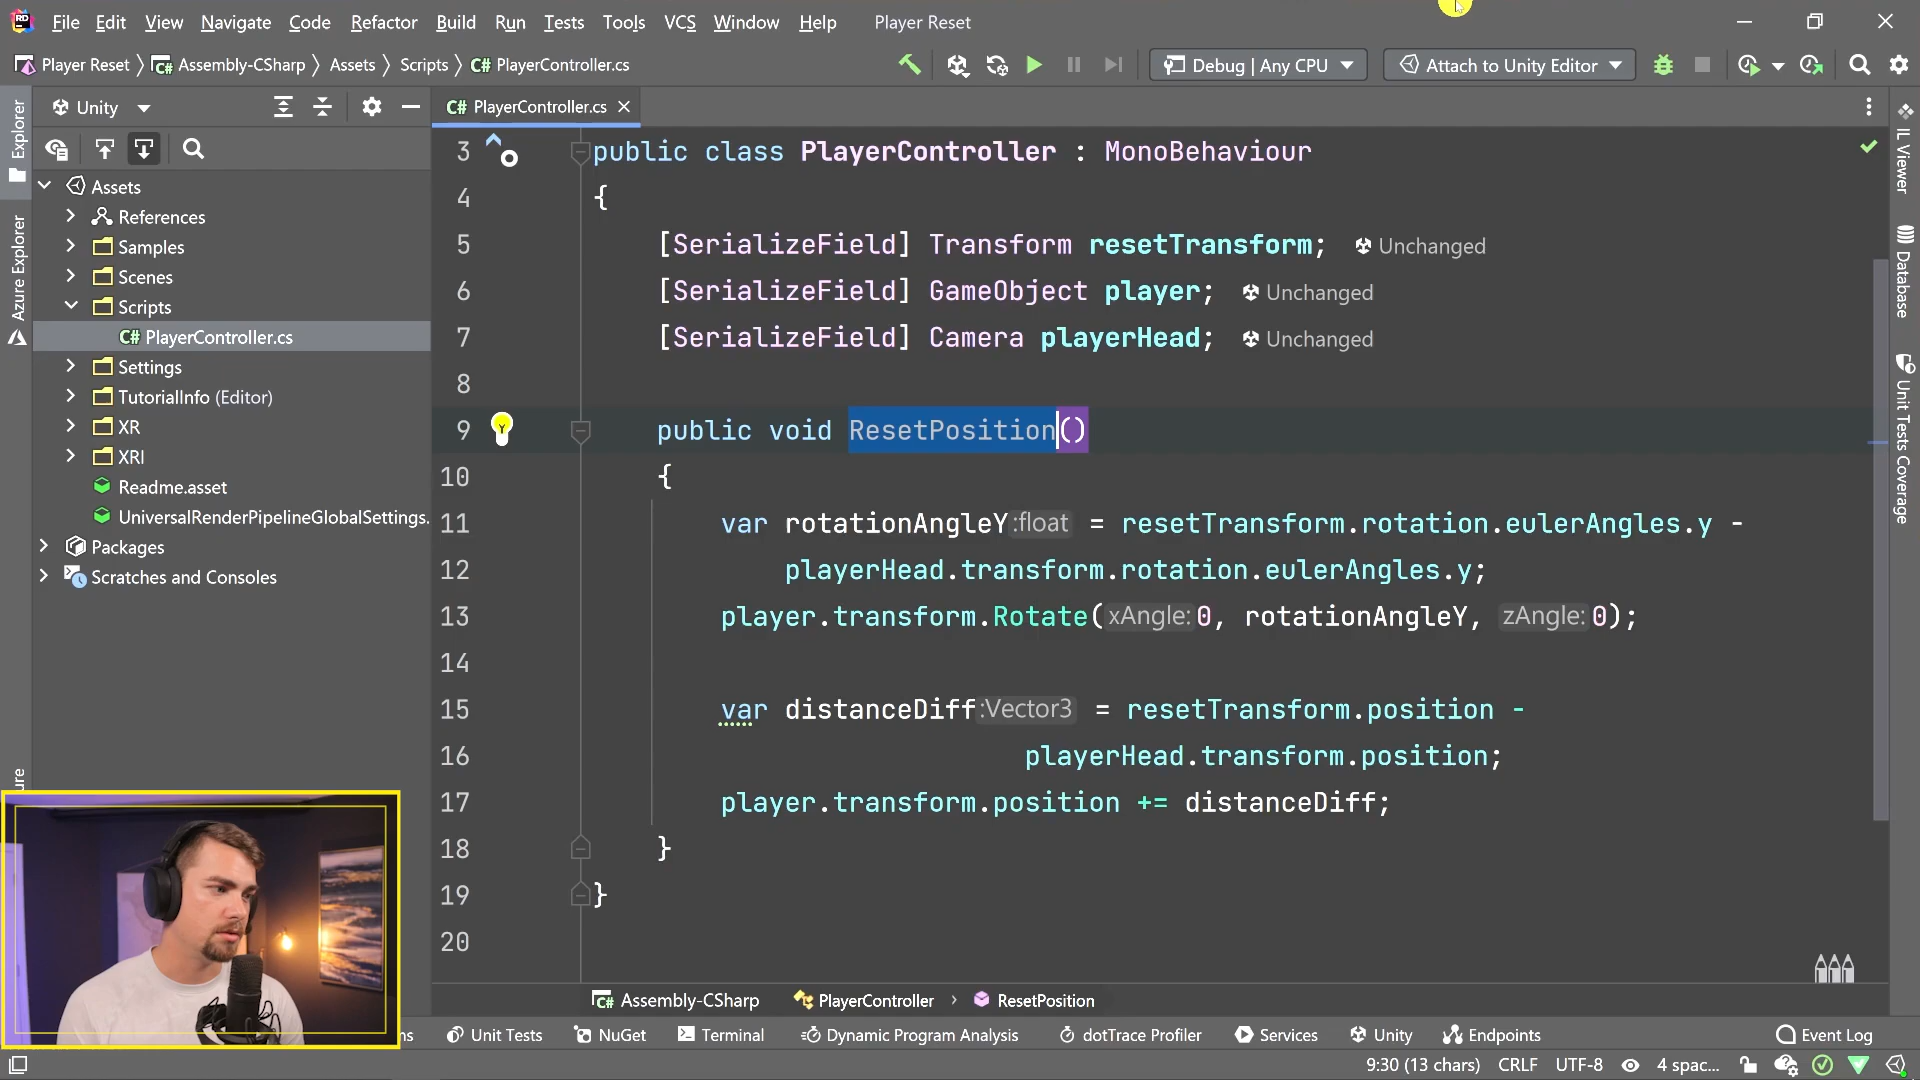 RD File Edit View Navigate Code Refactor Build Run Tests Tools VCS Window Help Player Reset
Player Reset Assembly-CSharp Assets Scripts C# PlayerController.cs Debug | Any CPU Attach to Unity Editor
Explorer
Azure Explorer
Unity
Assets
References
Samples
Scenes
Scripts
C# PlayerController.cs
Settings
TutorialInfo (Editor)
XR
XRI
Readme.asset
UniversalRenderPipelineGlobalSettings.
Packages
Scratches and Consoles
C# PlayerController.cs
3 public class PlayerController : MonoBehaviour
4 {
5 [SerializeField] Transform resetTransform; Unchanged
6 [SerializeField] GameObject player; Unchanged
7 [SerializeField] Camera playerHead; Unchanged
8
9 public void ResetPosition()
10 {
11 var rotationAngleY :float = resetTransform.rotation.eulerAngles.y -
12 playerHead.transform.rotation.eulerAngles.y;
13 player.transform.Rotate( xAngle: 0, rotationAngleY, zAngle: 0);
14
15 var distanceDiff :Vector3 = resetTransform.position -
16 playerHead.transform.position;
17 player.transform.position += distanceDiff;
18 }
19 }
20
IL Viewer
Database
Unit Tests Coverage
C# Assembly-CSharp PlayerController › ResetPosition
Unit Tests NuGet Terminal Dynamic Program Analysis dotTrace Profiler Services Unity Endpoints Event Log
9:30 (13 chars) CRLF UTF-8 4 spac...